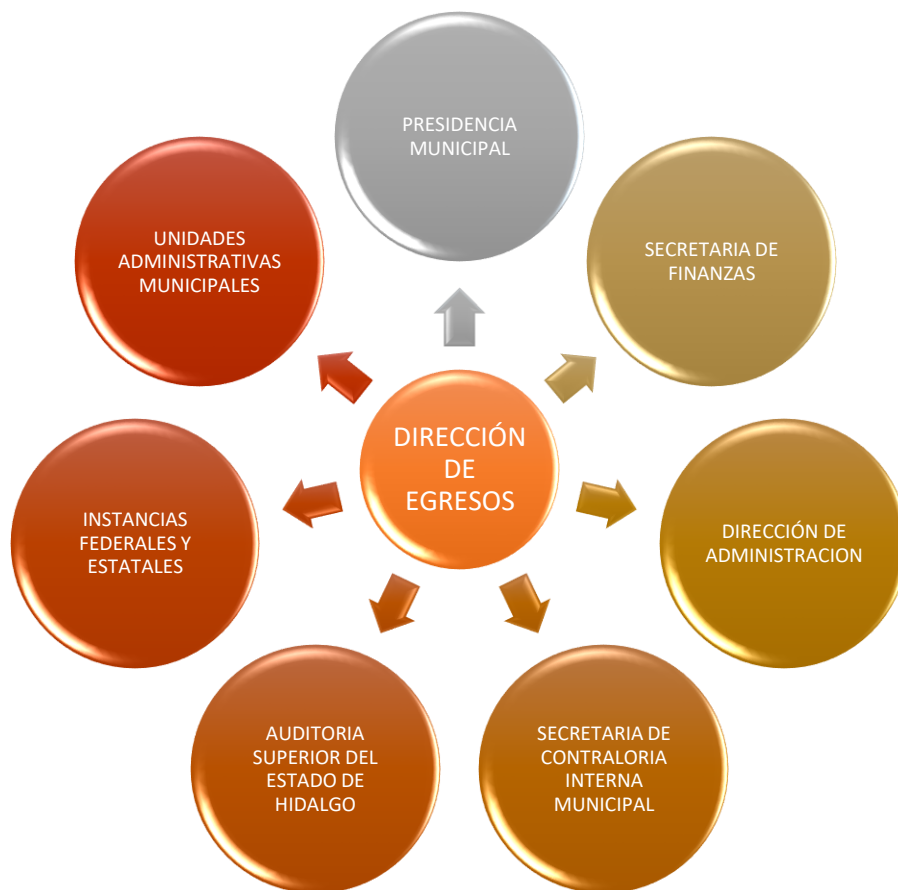 PRESIDENCIA
MUNICIPAL
SECRETARIA DE
FINANZAS
DIRECCIÓN DE
ADMINISTRACION
SECRETARIA DE
CONTRALORIA
INTERNA
MUNICIPAL
AUDITORIA
SUPERIOR DEL
ESTADO DE
HIDALGO
INSTANCIAS
FEDERALES Y
ESTATALES
UNIDADES
ADMINISTRATIVAS
MUNICIPALES
DIRECCIÓN
DE
EGRESOS